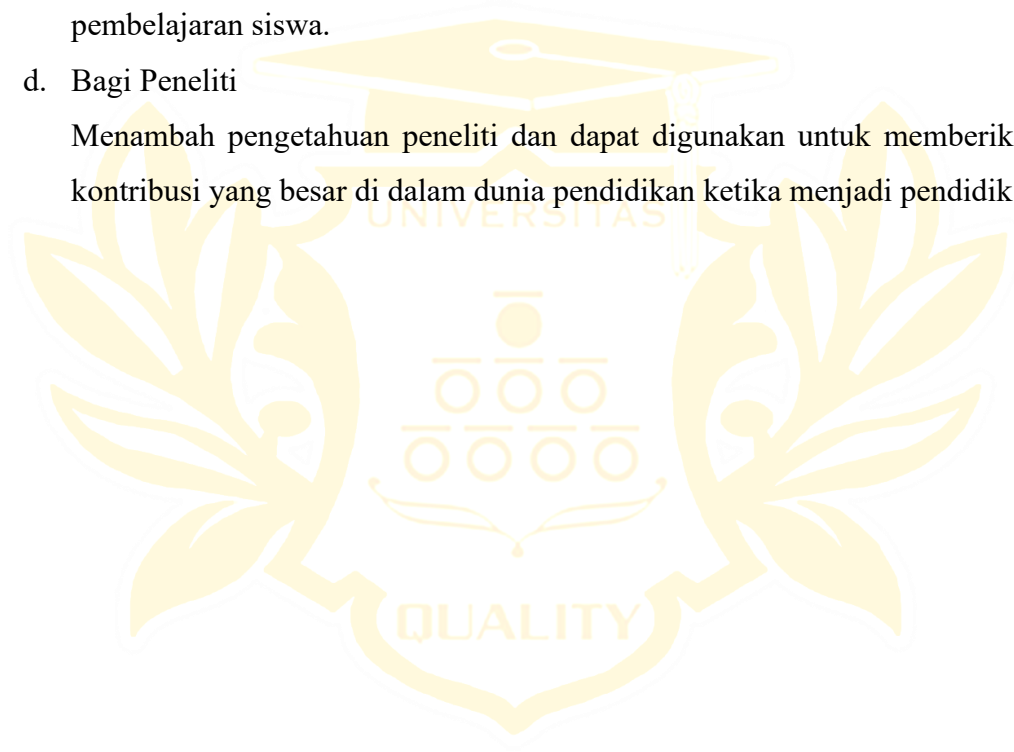 pembelajaran siswa.
d. Bagi Peneliti
Menambah pengetahuan peneliti dan dapat digunakan untuk memberik
kontribusi yang besar di dalam dunia pendidikan ketika menjadi pendidik
UNIVERSITAS
QUALITY